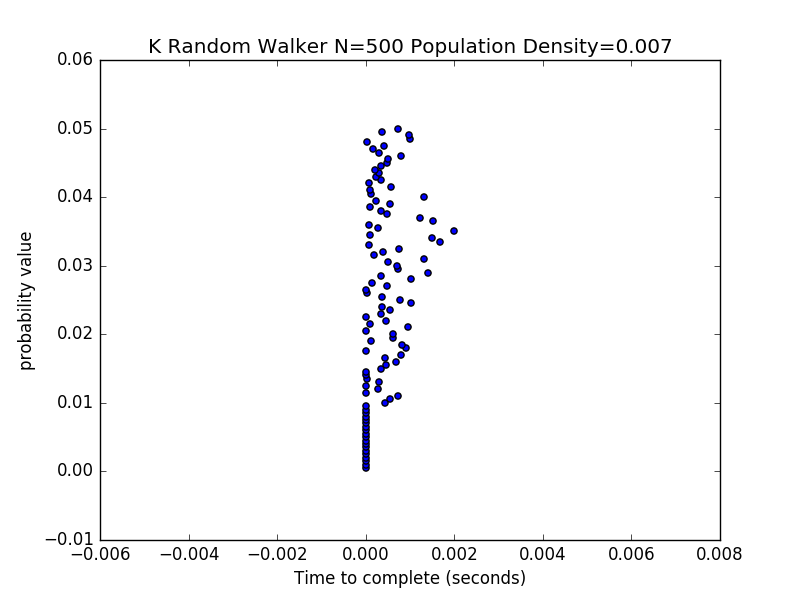 K Random Walker N=500 Population Density=0.007
0.06
0.05
0.04
0.03
0.02
0.01
0.00
−0.01
probability value
−0.006 −0.004 −0.002 0.000 0.002 0.004 0.006 0.008
Time to complete (seconds)